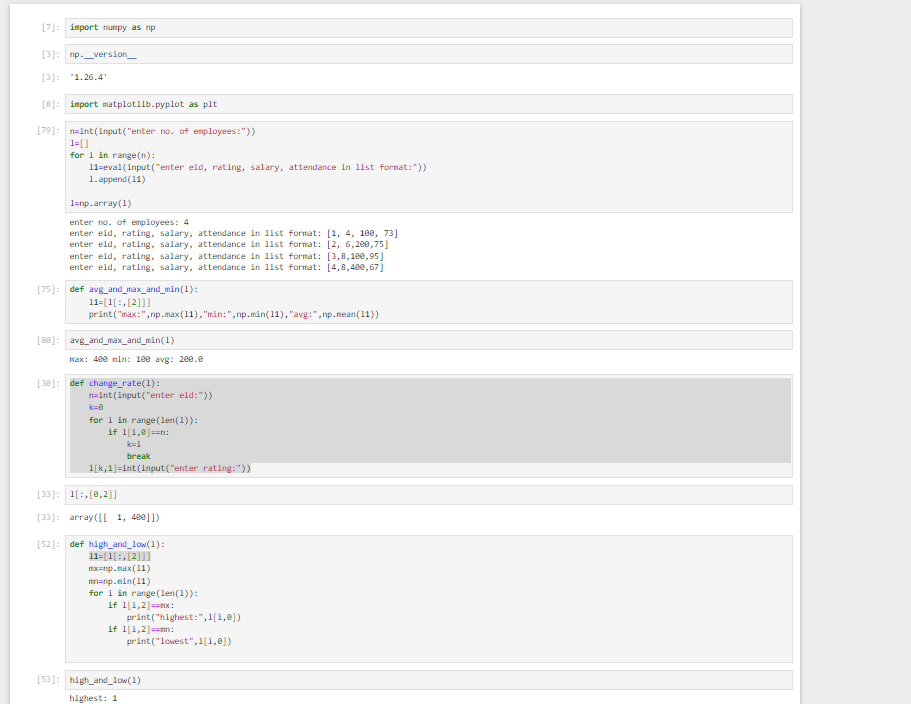 [7]: import numpy as np
[3]: np.__version__
[3]: '1.26.4'
[8]: import matplotlib.pyplot as plt
[79]: n=int(input("enter no. of employees:"))
l=[]
for i in range(n):
    l1=eval(input("enter eid, rating, salary, attendance in list format:"))
    l.append(l1)
l=np.array(l)
enter no. of employees: 4
enter eid, rating, salary, attendance in list format: [1, 4, 100, 73]
enter eid, rating, salary, attendance in list format: [2, 6,200,75]
enter eid, rating, salary, attendance in list format: [3,8,100,95]
enter eid, rating, salary, attendance in list format: [4,8,400,67]
[75]: def avg_and_max_and_min(l):
    l1=[l[:,[2]]]
    print("max:",np.max(l1),"min:",np.min(l1),"avg:",np.mean(l1))
[80]: avg_and_max_and_min(l)
max: 400 min: 100 avg: 200.0
[30]: def change_rate(l):
    n=int(input("enter eid:"))
    k=0
    for i in range(len(l)):
        if l[i,0]==n:
            k=i
            break
    l[k,1]=int(input("enter rating:"))
[33]: l[:,[0,2]]
[33]: array([[  1, 400]])
[52]: def high_and_low(l):
    l1=[l[:,[2]]]
    mx=np.max(l1)
    mn=np.min(l1)
    for i in range(len(l)):
        if l[i,2]==mx:
            print("highest:",l[i,0])
        if l[i,2]==mn:
            print("lowest",l[i,0])
[53]: high_and_low(l)
highest: 1